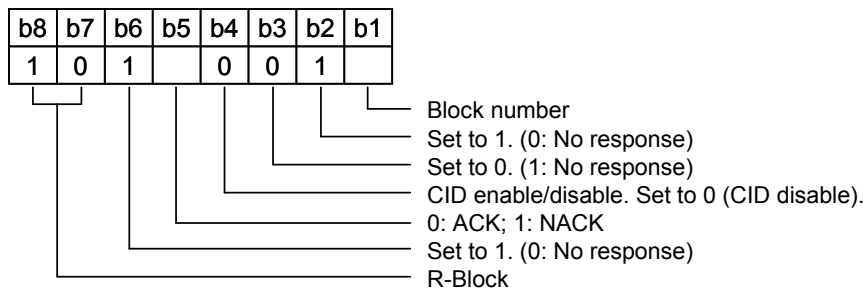 b8 b7 b6 b5 b4 b3 b2 b1
1 0 1 0 0 1
Block number
Set to 1. (0: No response)
Set to 0. (1: No response)
CID enable/disable. Set to 0 (CID disable).
0: ACK; 1: NACK
Set to 1. (0: No response)
R-Block